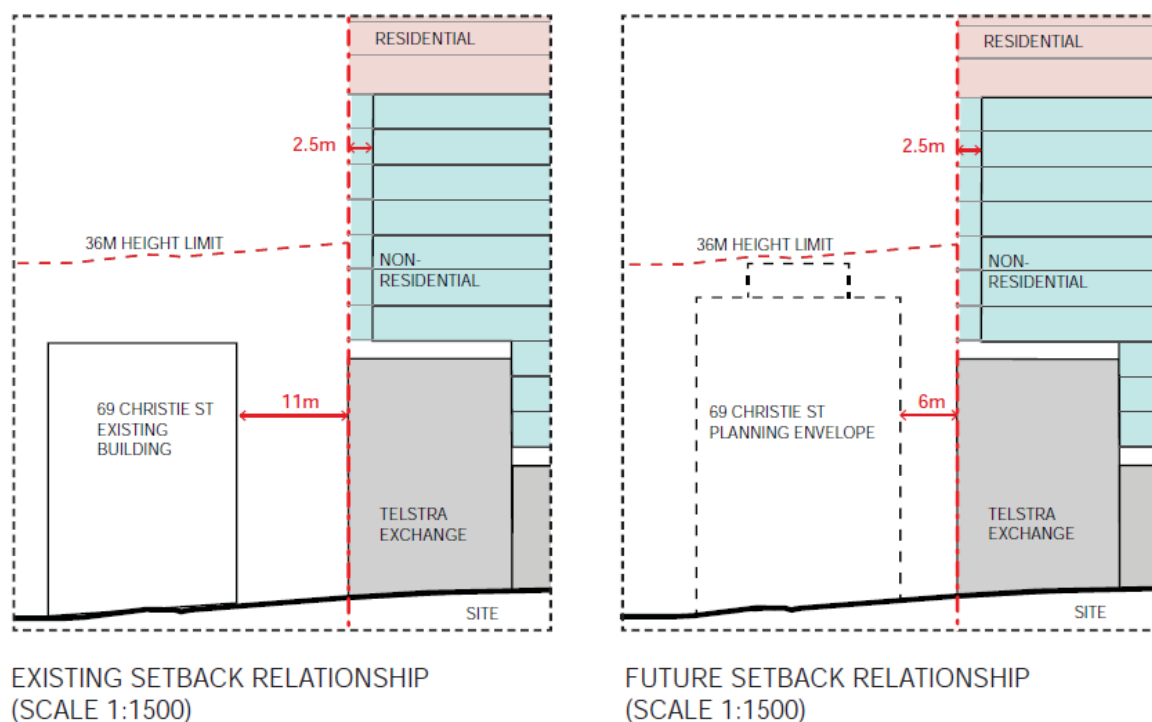 RESIDENTIAL
2.5m
36M HEIGHT LIMIT
NON-
RESIDENTIAL
11m
69 CHRISTIE ST
EXISTING
BUILDING
TELSTRA
EXCHANGE
SITE
EXISTING SETBACK RELATIONSHIP
(SCALE 1:1500)
RESIDENTIAL
2.5m
36M HEIGHT LIMIT
NON-
RESIDENTIAL
6m
69 CHRISTIE ST
PLANNING ENVELOPE
TELSTRA
EXCHANGE
SITE
FUTURE SETBACK RELATIONSHIP
(SCALE 1:1500)